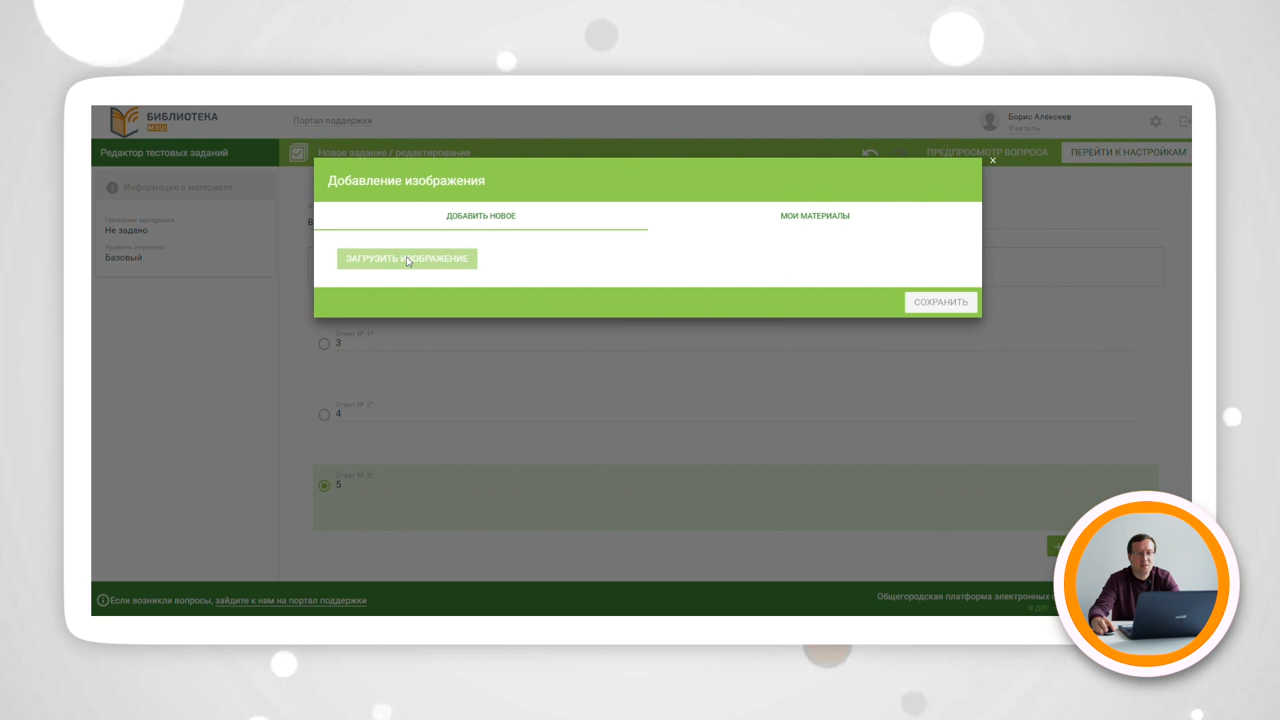 БИБЛИОТЕКА
МЭШ
Портал поддержки
Борис Алексеев
Учитель
Редактор тестовых заданий
Новое задание / редактирование
ПРЕДПРОСМОТР ВОПРОСА
ПЕРЕЙТИ К НАСТРОЙКАМ
×
Добавление изображения
Информация о материале
ДОБАВИТЬ НОВОЕ
МОИ МАТЕРИАЛЫ
Название материала
Не задано
Уровень изучения
Базовый
ЗАГРУЗИТЬ ИЗОБРАЖЕНИЕ
СОХРАНИТЬ
Ответ № 1*
3
Ответ № 2*
4
Ответ № 3*
5
Если возникли вопросы, зайдите к нам на портал поддержки
Общегородская платформа электронных